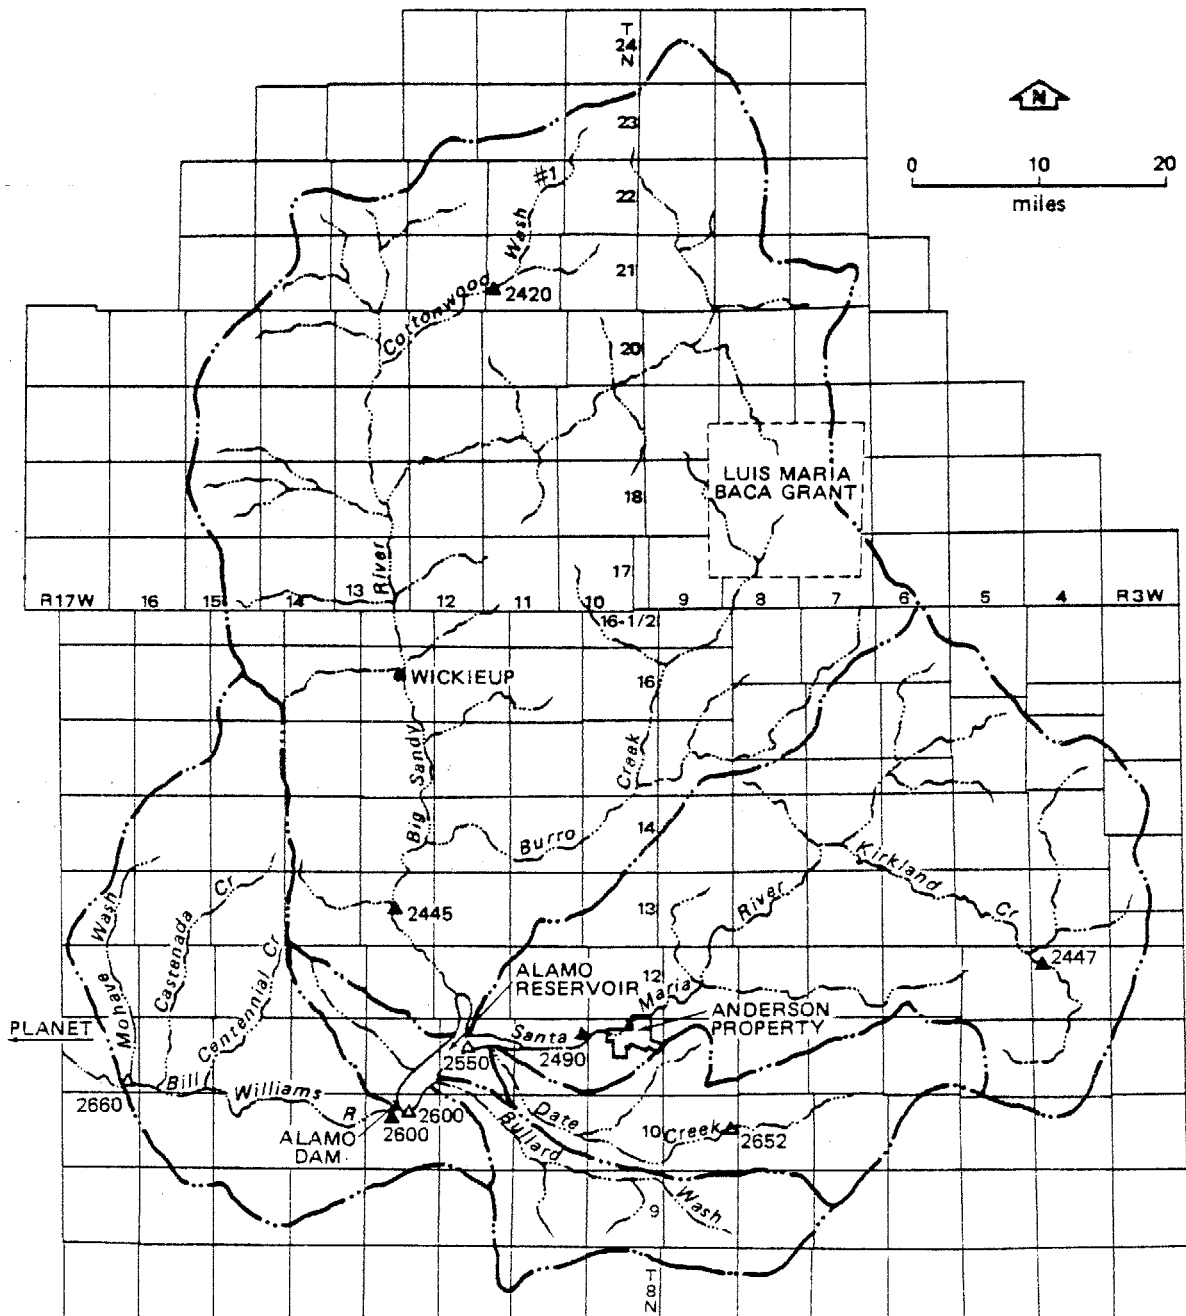 T
24
N
N
23
0 10 20
miles
#1
22
Wash
21
Cottonwood
2420
20
LUIS MARIA
BACA GRANT
18
River
17
R17W 16 15 14 13 12 11 10 9 8 7 6 5 4 R3W
16-1/2
WICKIEUP
16
Big Sandy
Creek
Burro
14
Kirkland Cr
13
River
2445
Mohave Wash
Castenada Cr
Centennial Cr
2447
12
ALAMO
RESERVOIR
Santa Maria
ANDERSON
PROPERTY
PLANET
2550
2490
2660
Bill Williams R
2600
2600
ALAMO
DAM
Date Creek
10
2652
Bullard Wash
9
T
8
N